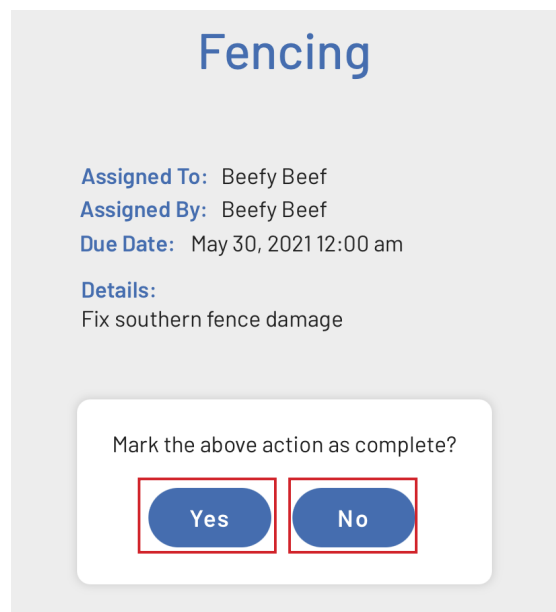 Fencing
Assigned To: Beefy Beef
Assigned By: Beefy Beef
Due Date: May 30, 2021 12:00 am
Details:
Fix southern fence damage
Mark the above action as complete?
Yes No